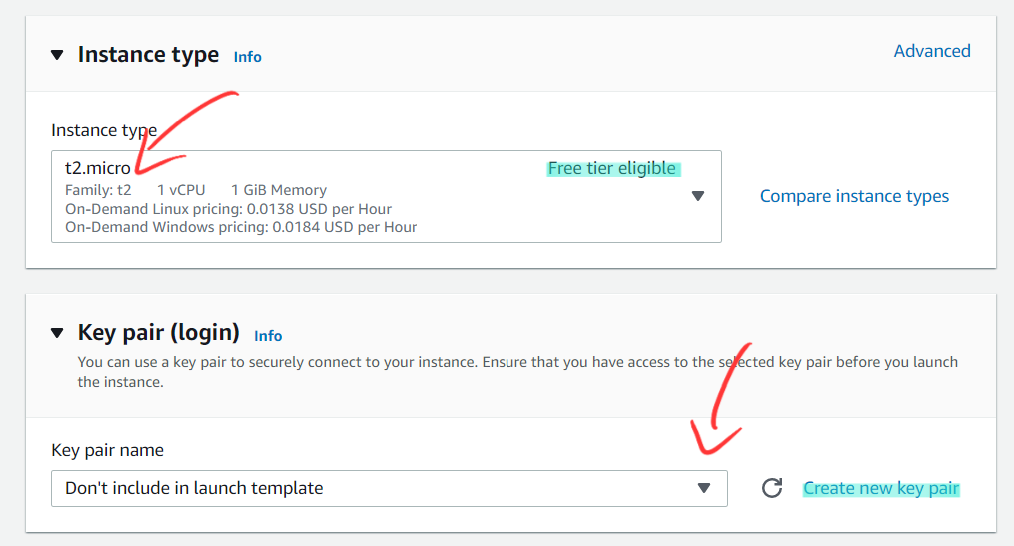 Instance type Info
Advanced
Instance type
t2.micro
Free tier eligible
Family: t2 1 vCPU 1 GiB Memory
On-Demand Linux pricing: 0.0138 USD per Hour
On-Demand Windows pricing: 0.0184 USD per Hour
Compare instance types
Key pair (login) Info
You can use a key pair to securely connect to your instance. Ensure that you have access to the selected key pair before you launch
the instance.
Key pair name
Don't include in launch template
Create new key pair